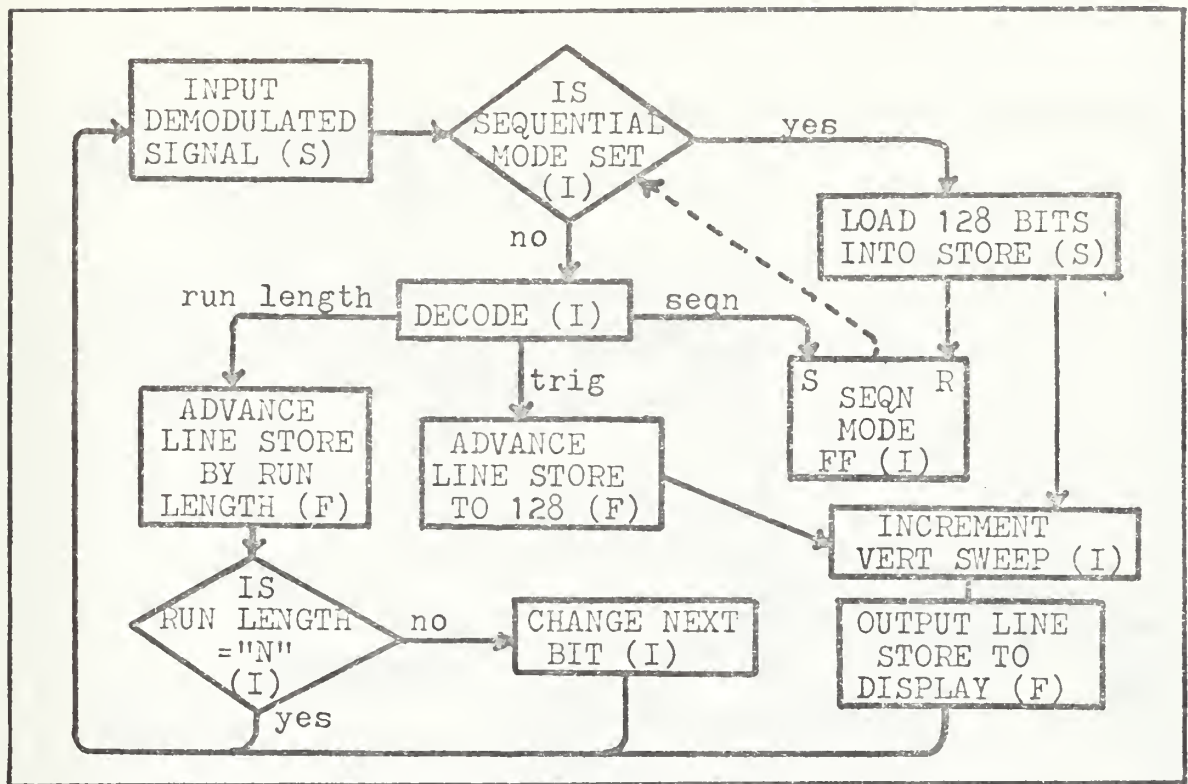 INPUT
DEMODULATED
SIGNAL (S)
IS
SEQUENTIAL
MODE SET
(I)
yes
no
LOAD 128 BITS
INTO STORE (S)
run length
DECODE (I)
seqn
trig
S
R
SEQN
MODE
FF (I)
ADVANCE
LINE STORE
BY RUN
LENGTH (F)
ADVANCE
LINE STORE
TO 128 (F)
INCREMENT
VERT SWEEP (I)
IS
RUN LENGTH
="N"
(I)
no
yes
CHANGE NEXT
BIT (I)
OUTPUT LINE
STORE TO
DISPLAY (F)